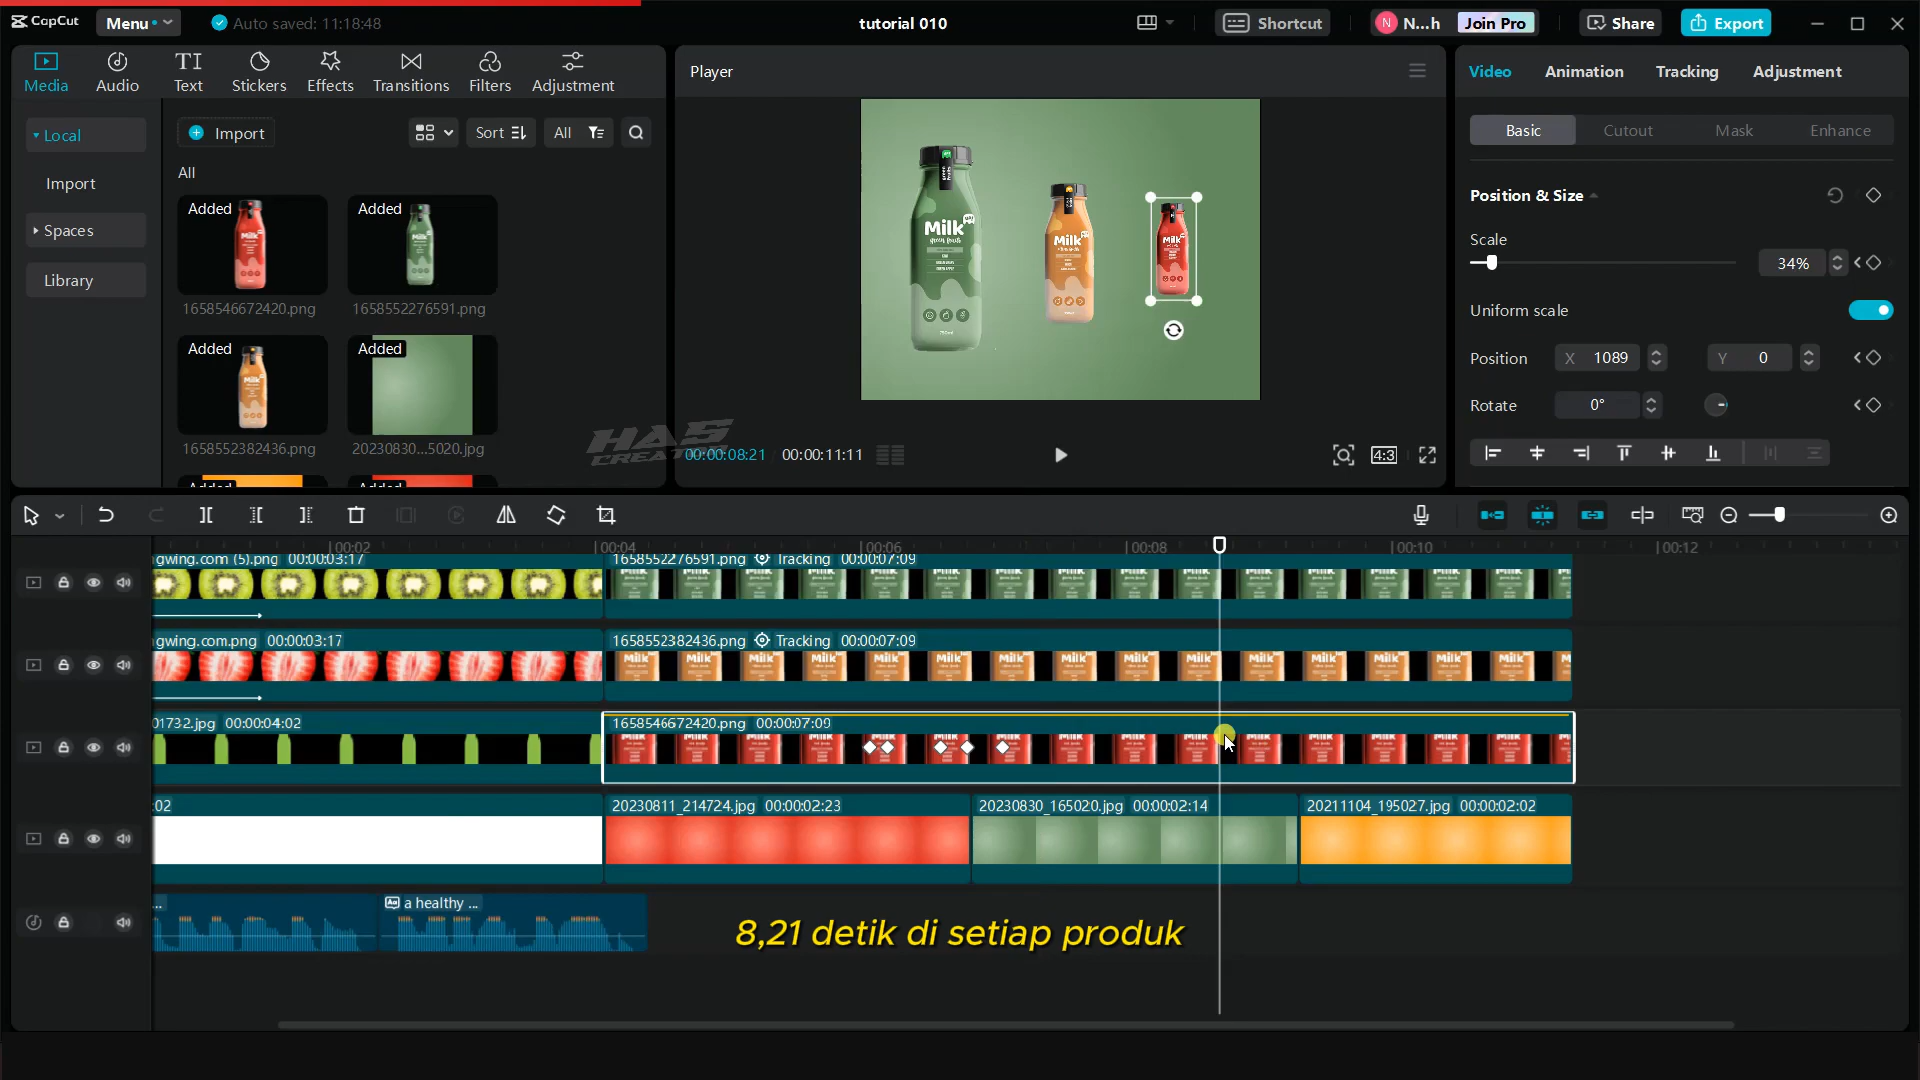 CapCut
Menu
Auto saved: 11:18:48
tutorial 010
Shortcut
N
N...h
Join Pro
Share
Export
Media
Audio
TI
Text
Stickers
Effects
Transitions
Filters
Adjustment
Local
Import
Spaces
Library
Import
Sort
All
All
Added
1658546672420.png
Added
1658552276591.png
Added
1658552382436.png
Added
20230830...5020.jpg
Added
Added
Player
Milk
Milk
Milk
HAS
CREATOR
00:00:08:21
00:00:11:11
4:3
Video
Animation
Tracking
Adjustment
Basic
Cutout
Mask
Enhance
Position & Size
Scale
34%
Uniform scale
Position
X 1089
Y 0
Rotate
0°
00:02
00:04
00:06
00:08
00:10
00:12
gwing.com (5).png 00:00:03:17
1658552276591.png Tracking 00:00:07:09
gwing.com.png 00:00:03:17
1658552382436.png Tracking 00:00:07:09
01732.jpg 00:00:04:02
1658546672420.png 00:00:07:09
:02
20230811_214724.jpg 00:00:02:23
20230830_165020.jpg 00:00:02:14
20211104_195027.jpg 00:00:02:02
...
a healthy ...
8,21 detik di setiap produk